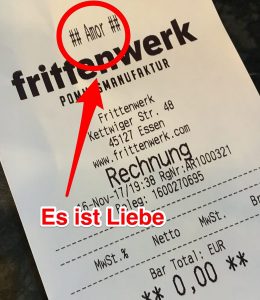 ## Amor ##
frittenwerk
POMMESMANUFAKTUR
Frittenwerk
Kettwiger Str. 48
45127 Essen
www.frittenwerk.com
Rechnung
16-Nov-17/19:38 RgNr:AR1000321
Beleg: 1600270695
Es ist Liebe
MwSt.% Netto MwSt.
Bar Total: EUR
** 0,00 **